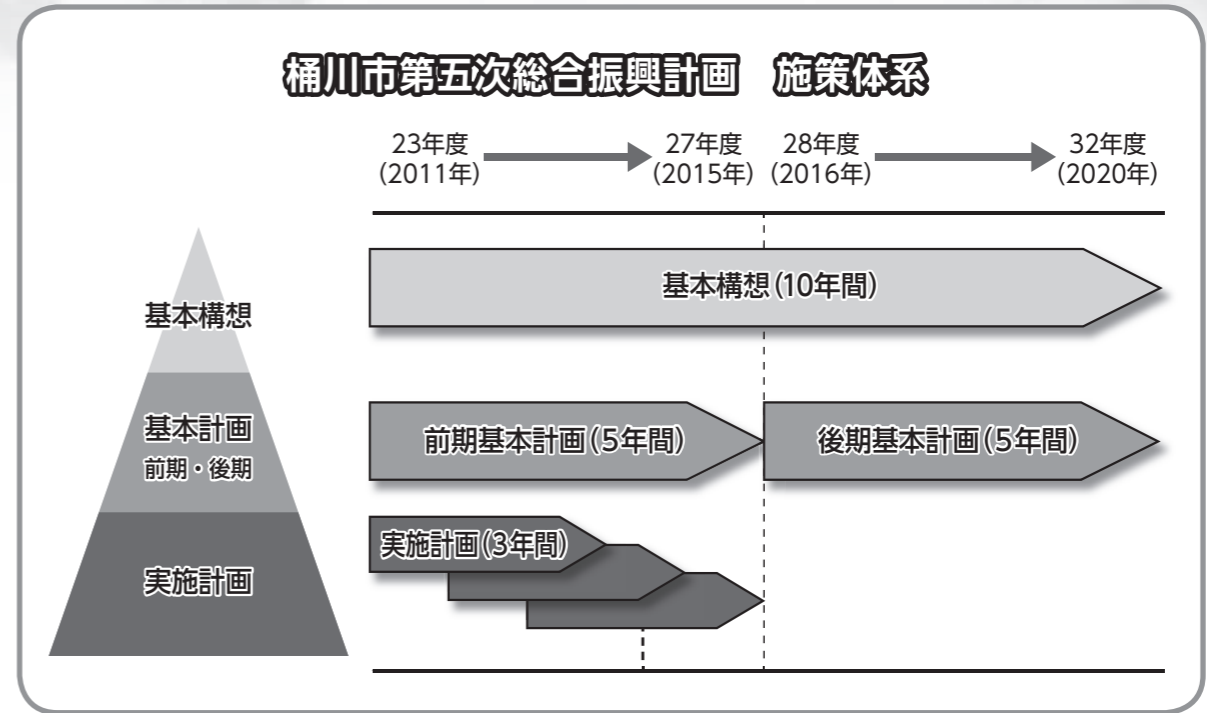 桶川市第五次総合振興計画　施策体系
23年度
(2011年)
27年度
(2015年)
28年度
(2016年)
32年度
(2020年)
基本構想
基本構想(10年間)
基本計画
前期・後期
前期基本計画(5年間)
後期基本計画(5年間)
実施計画(3年間)
実施計画